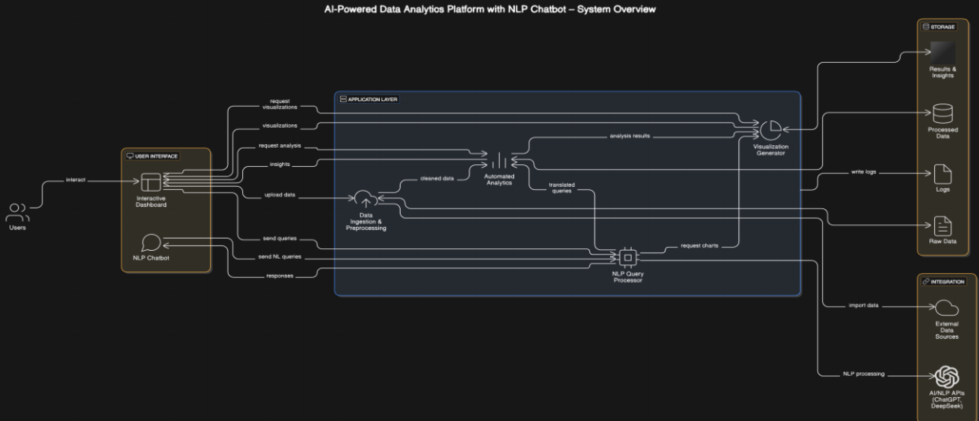 AI-Powered Data Analytics Platform with NLP Chatbot – System Overview
STORAGE
Results &
Insights
Processed
Data
write logs
Logs
Raw Data
APPLICATION LAYER
request
visualizations
visualizations
request analysis
insights
upload data
send queries
send NL queries
responses
USER INTERFACE
Interactive
Dashboard
NLP Chatbot
interact
Users
analysis results
Visualization
Generator
Automated
Analytics
cleaned data
translated
queries
Data
Ingestion &
Preprocessing
request charts
NLP Query
Processor
INTEGRATION
import data
External
Data
Sources
NLP processing
AI/NLP APIs
(ChatGPT,
DeepSeek)